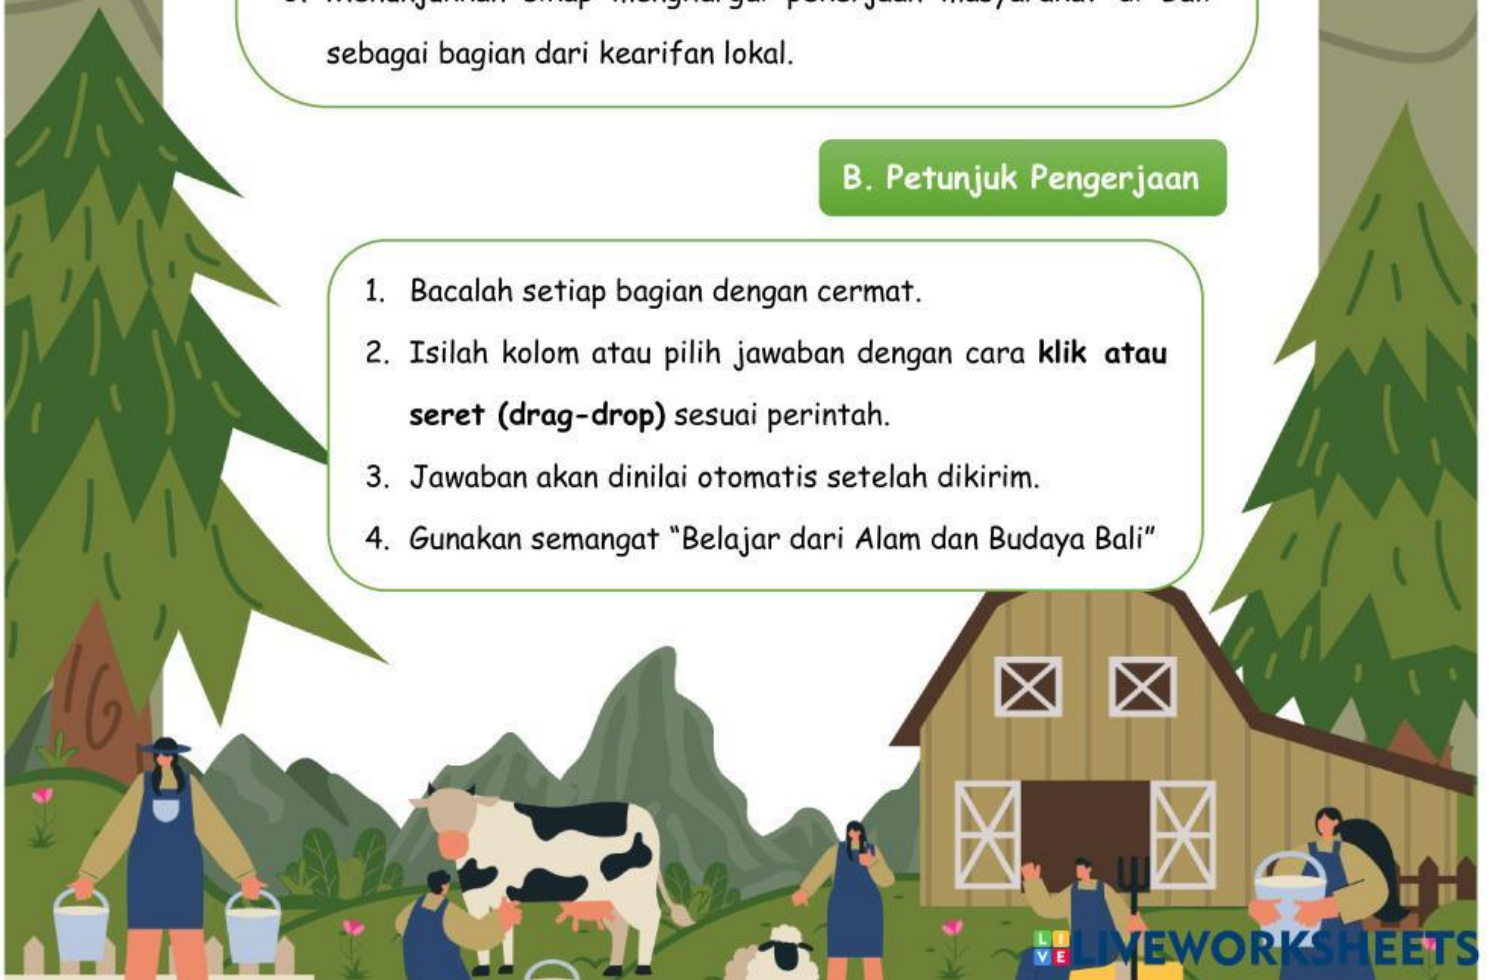 sebagai bagian dari kearifan lokal.
B. Petunjuk Pengerjaan
1. Bacalah setiap bagian dengan cermat.
2. Isilah kolom atau pilih jawaban dengan cara klik atau
seret (drag-drop) sesuai perintah.
3. Jawaban akan dinilai otomatis setelah dikirim.
4. Gunakan semangat “Belajar dari Alam dan Budaya Bali”
LIVE LIVEWORKSHEETS